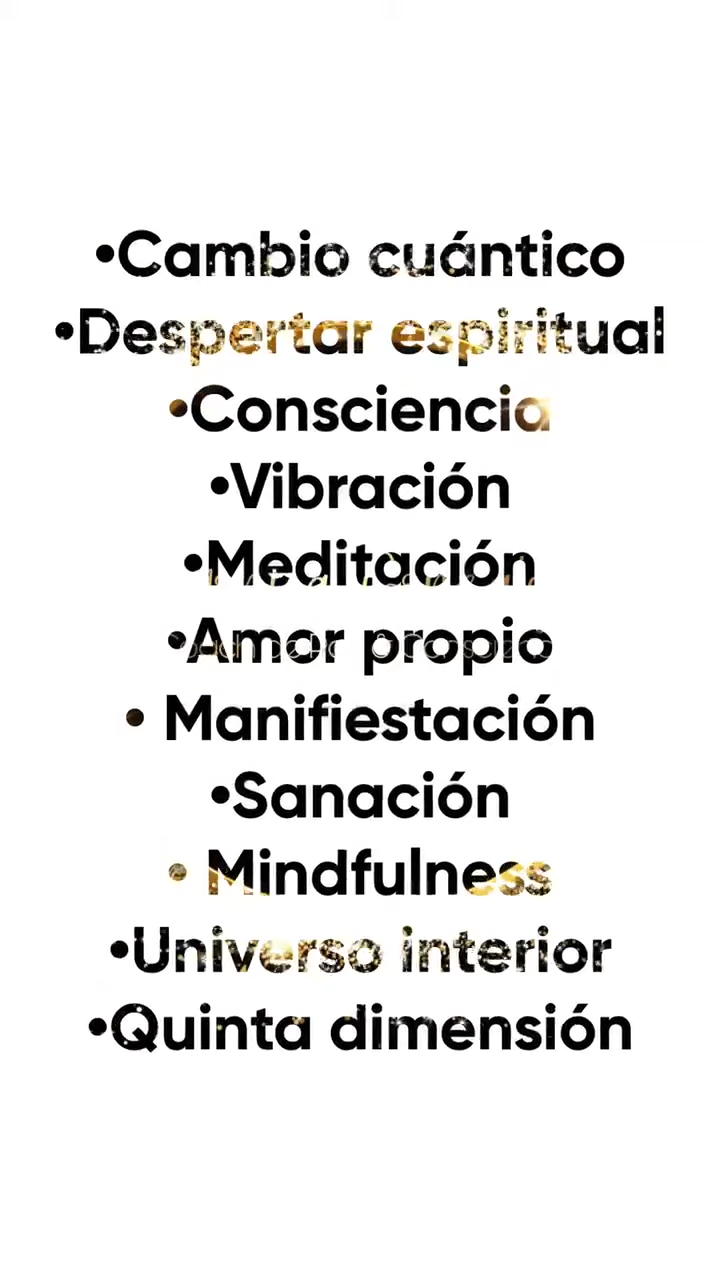 •Cambio cuántico
•Despertar espiritual
•Consciencia
•Vibración
•Meditación
•Amor propio
• Manifiestación
•Sanación
• Mindfulness
•Universo interior
•Quinta dimensión